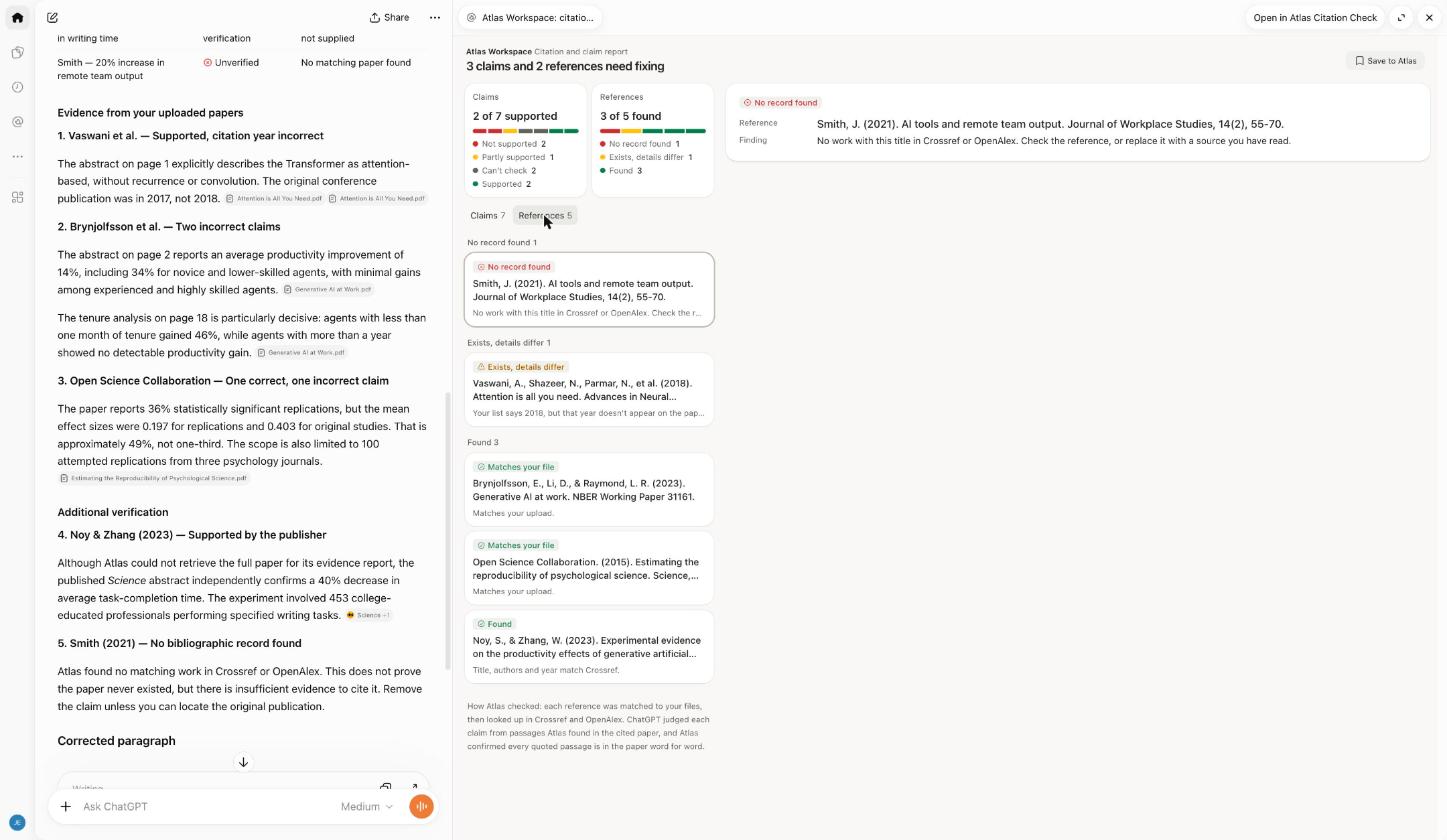 Share
in writing time
verification
not supplied
Smith — 20% increase in
remote team output
Unverified
No matching paper found
Evidence from your uploaded papers
1. Vaswani et al. — Supported, citation year incorrect
The abstract on page 1 explicitly describes the Transformer as attention-
based, without recurrence or convolution. The original conference
publication was in 2017, not 2018. Attention is All You Need.pdf Attention is All You Need.pdf
2. Brynjolfsson et al. — Two incorrect claims
The abstract on page 2 reports an average productivity improvement of
14%, including 34% for novice and lower-skilled agents, with minimal gains
among experienced and highly skilled agents. Generative AI at Work.pdf
The tenure analysis on page 18 is particularly decisive: agents with less than
one month of tenure gained 46%, while agents with more than a year
showed no detectable productivity gain. Generative AI at Work.pdf
3. Open Science Collaboration — One correct, one incorrect claim
The paper reports 36% statistically significant replications, but the mean
effect sizes were 0.197 for replications and 0.403 for original studies. That is
approximately 49%, not one-third. The scope is also limited to 100
attempted replications from three psychology journals.
Estimating the Reproducibility of Psychological Science.pdf
Additional verification
4. Noy & Zhang (2023) — Supported by the publisher
Although Atlas could not retrieve the full paper for its evidence report, the
published Science abstract independently confirms a 40% decrease in
average task-completion time. The experiment involved 453 college-
educated professionals performing specified writing tasks. Science +1
5. Smith (2021) — No bibliographic record found
Atlas found no matching work in Crossref or OpenAlex. This does not prove
the paper never existed, but there is insufficient evidence to cite it. Remove
the claim unless you can locate the original publication.
Corrected paragraph
Writing
Ask ChatGPT
Medium
JE
Atlas Workspace: citatio...
Open in Atlas Citation Check
Atlas Workspace Citation and claim report
3 claims and 2 references need fixing
Save to Atlas
Claims
2 of 7 supported
Not supported 2
Partly supported 1
Can't check 2
Supported 2
References
3 of 5 found
No record found 1
Exists, details differ 1
Found 3
Claims 7
References 5
No record found 1
No record found
Smith, J. (2021). AI tools and remote team output.
Journal of Workplace Studies, 14(2), 55-70.
No work with this title in Crossref or OpenAlex. Check the r...
Exists, details differ 1
Exists, details differ
Vaswani, A., Shazeer, N., Parmar, N., et al. (2018).
Attention is all you need. Advances in Neural...
Your list says 2018, but that year doesn't appear on the pap...
Found 3
Matches your file
Brynjolfsson, E., Li, D., & Raymond, L. R. (2023).
Generative AI at work. NBER Working Paper 31161.
Matches your upload.
Matches your file
Open Science Collaboration. (2015). Estimating the
reproducibility of psychological science. Science,...
Matches your upload.
Found
Noy, S., & Zhang, W. (2023). Experimental evidence
on the productivity effects of generative artificial...
Title, authors and year match Crossref.
How Atlas checked: each reference was matched to your files,
then looked up in Crossref and OpenAlex. ChatGPT judged each
claim from passages Atlas found in the cited paper, and Atlas
confirmed every quoted passage is in the paper word for word.
No record found
Reference
Smith, J. (2021). AI tools and remote team output. Journal of Workplace Studies, 14(2), 55-70.
Finding
No work with this title in Crossref or OpenAlex. Check the reference, or replace it with a source you have read.